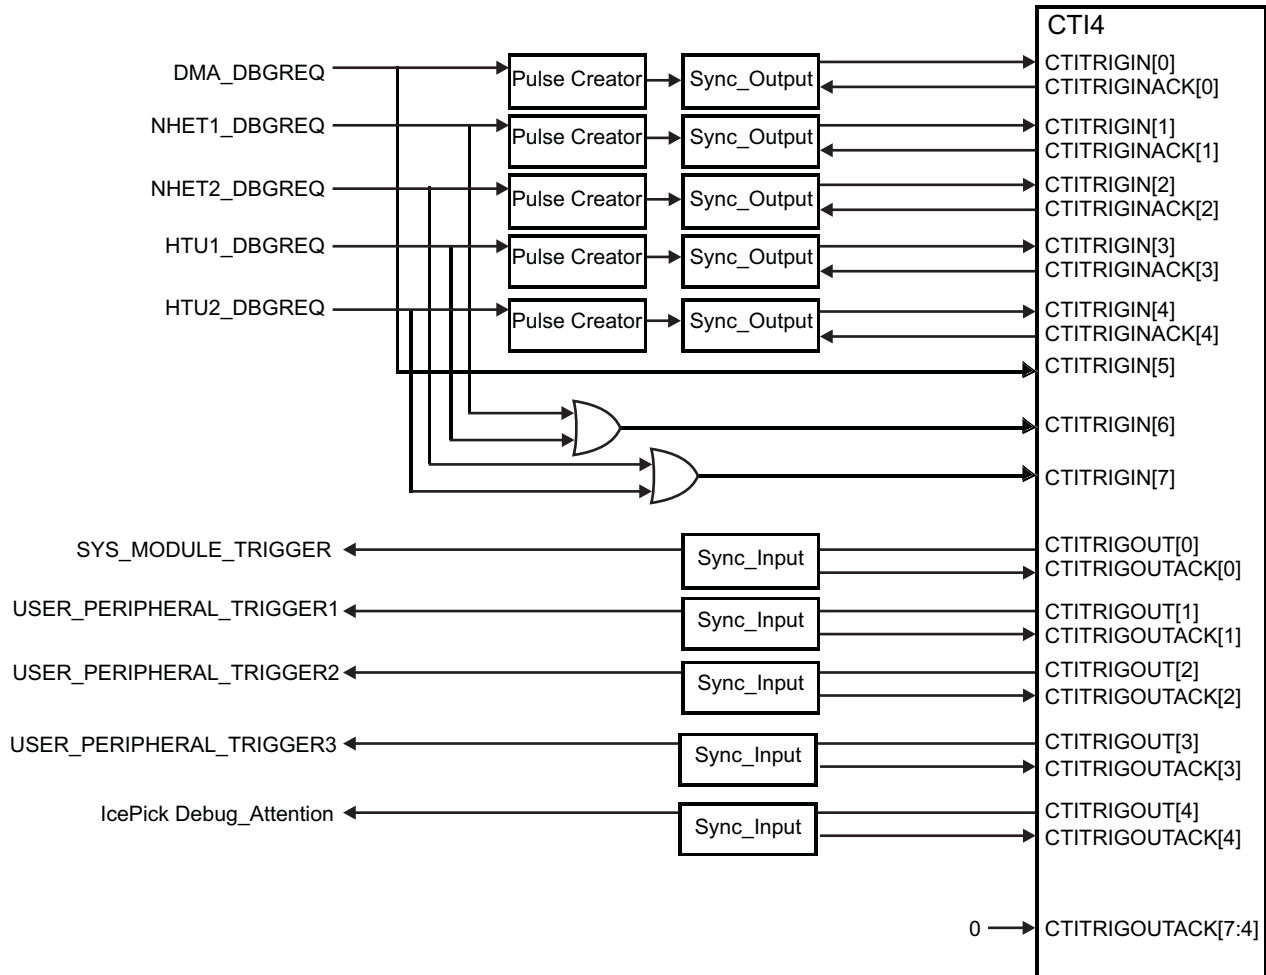 CTI4
DMA_DBGREQ Pulse Creator Sync_Output CTITRIGIN[0]
CTITRIGINACK[0]
NHET1_DBGREQ Pulse Creator Sync_Output CTITRIGIN[1]
CTITRIGINACK[1]
NHET2_DBGREQ Pulse Creator Sync_Output CTITRIGIN[2]
CTITRIGINACK[2]
HTU1_DBGREQ Pulse Creator Sync_Output CTITRIGIN[3]
CTITRIGINACK[3]
HTU2_DBGREQ Pulse Creator Sync_Output CTITRIGIN[4]
CTITRIGINACK[4]
CTITRIGIN[5]
CTITRIGIN[6]
CTITRIGIN[7]
SYS_MODULE_TRIGGER Sync_Input CTITRIGOUT[0]
CTITRIGOUTACK[0]
USER_PERIPHERAL_TRIGGER1 Sync_Input CTITRIGOUT[1]
CTITRIGOUTACK[1]
USER_PERIPHERAL_TRIGGER2 Sync_Input CTITRIGOUT[2]
CTITRIGOUTACK[2]
USER_PERIPHERAL_TRIGGER3 Sync_Input CTITRIGOUT[3]
CTITRIGOUTACK[3]
IcePick Debug_Attention Sync_Input CTITRIGOUT[4]
CTITRIGOUTACK[4]
0 CTITRIGOUTACK[7:4]